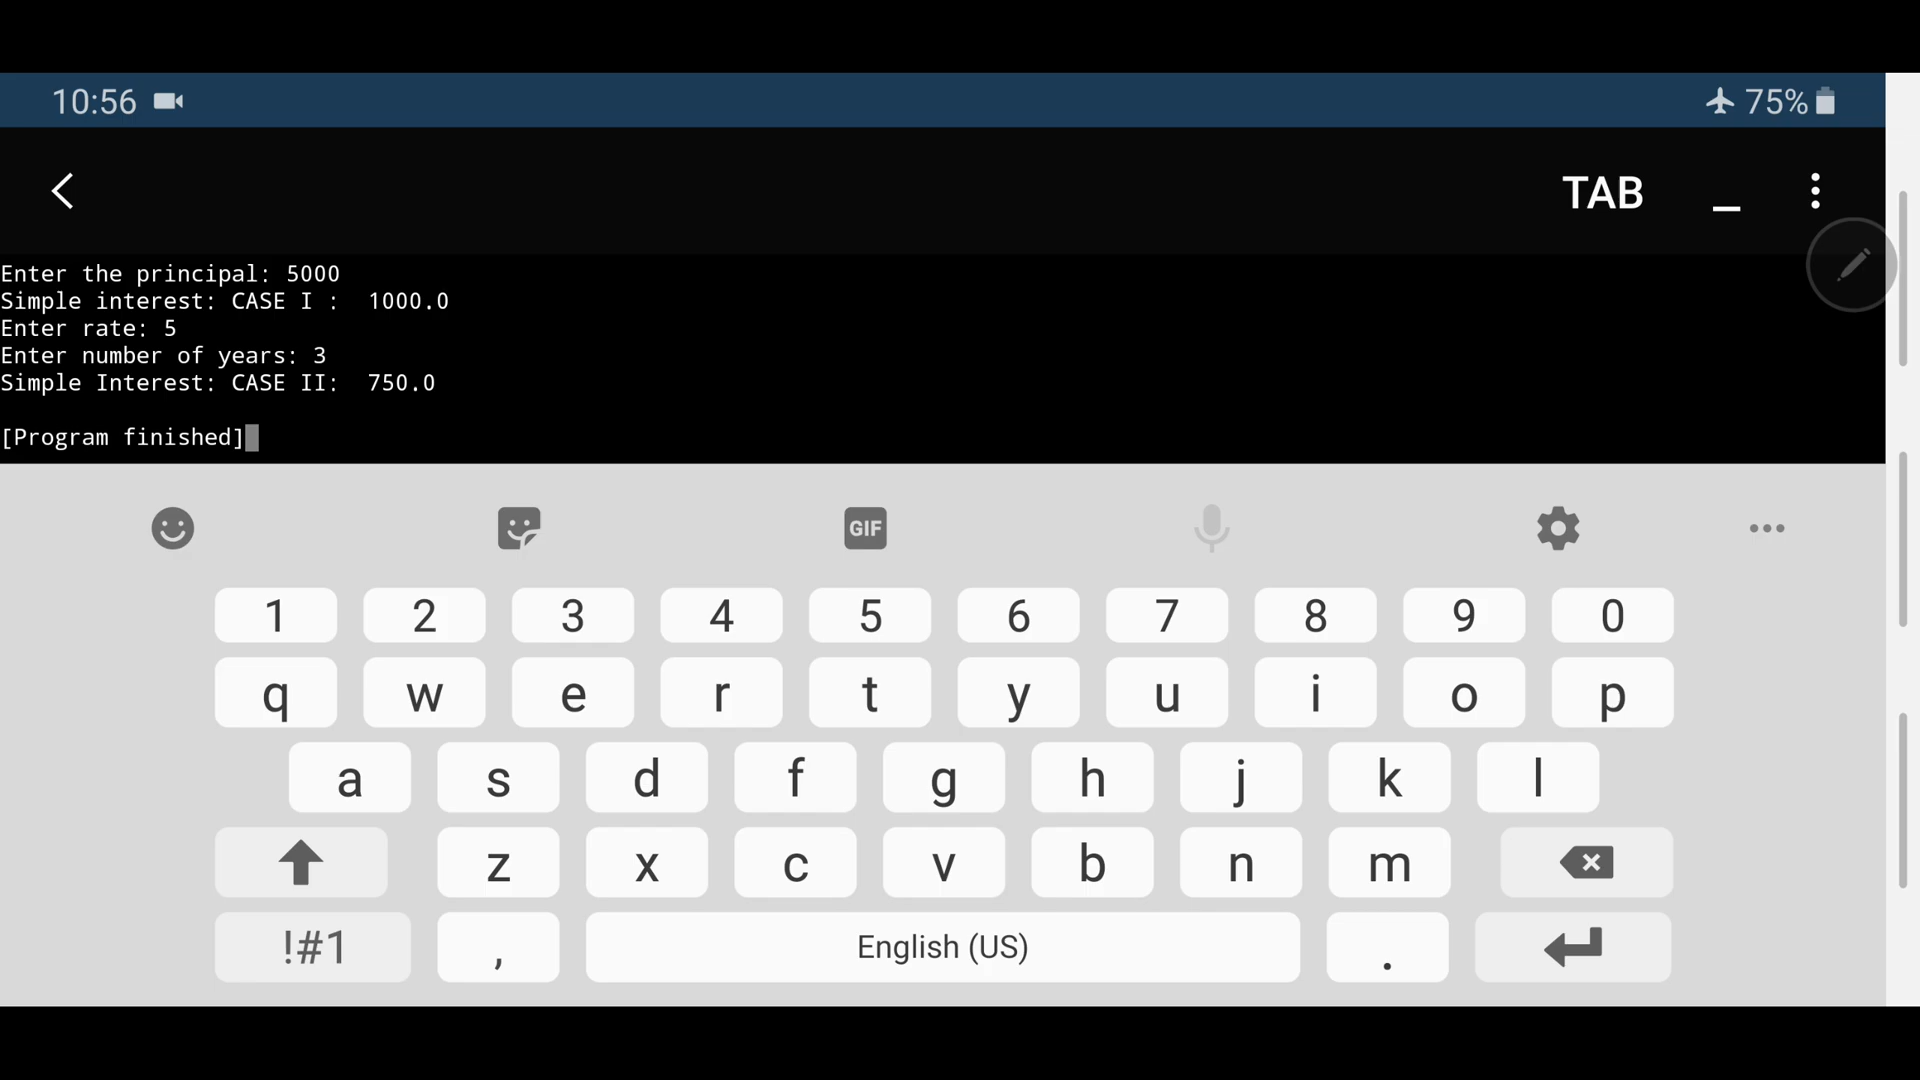 10:56 75%
TAB _
Enter the principal: 5000
Simple interest: CASE I :  1000.0
Enter rate: 5
Enter number of years: 3
Simple Interest: CASE II:  750.0
[Program finished]
GIF
1 2 3 4 5 6 7 8 9 0
q w e r t y u i o p
a s d f g h j k l
z x c v b n m
!#1 , English (US) .